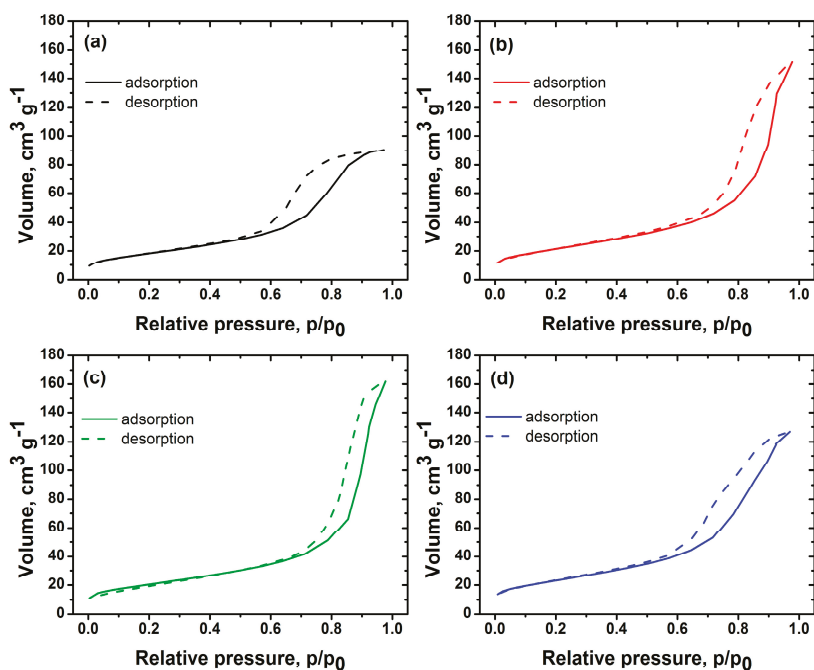 (a)
adsorption
desorption
Volume, cm³ g⁻¹
180
160
140
120
100
80
60
40
20
0
0.0 0.2 0.4 0.6 0.8 1.0
Relative pressure, p/p₀
(b)
adsorption
desorption
Volume, cm³ g⁻¹
180
160
140
120
100
80
60
40
20
0
0.0 0.2 0.4 0.6 0.8 1.0
Relative pressure, p/p₀
(c)
adsorption
desorption
Volume, cm³ g⁻¹
180
160
140
120
100
80
60
40
20
0
0.0 0.2 0.4 0.6 0.8 1.0
Relative pressure, p/p₀
(d)
adsorption
desorption
Volume, cm³ g⁻¹
180
160
140
120
100
80
60
40
20
0
0.0 0.2 0.4 0.6 0.8 1.0
Relative pressure, p/p₀